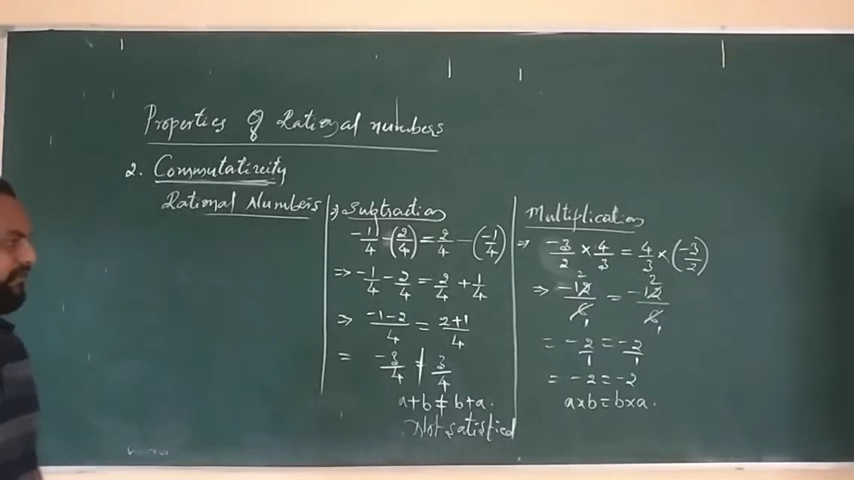 Properties of Rational numbers
2. Commutativity
Rational Numbers
Subtraction
-1/4 - (2/4) = 2/4 - (-1/4)
⇒ -1/4 - 2/4 = 2/4 + 1/4
⇒ -1-2/4 = 2+1/4
= -3/4 ≠ 3/4
a+b ≠ b+a.
Not satisfied
Multiplication
⇒ -3/2 × 4/3 = 4/3 × (-3/2)
⇒ -12/6 = -12/6
= -2/1 = -2/1
= -2 = -2
a×b = b×a.